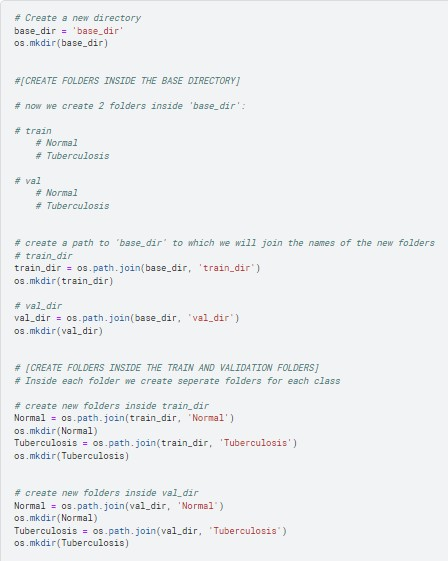 # Create a new directory
base_dir = 'base_dir'
os.mkdir(base_dir)
#[CREATE FOLDERS INSIDE THE BASE DIRECTORY]
# now we create 2 folders inside 'base_dir':
# train
# Normal
# Tuberculosis
# val
# Normal
# Tuberculosis
# create a path to 'base_dir' to which we will join the names of the new folders
# train_dir
train_dir = os.path.join(base_dir, 'train_dir')
os.mkdir(train_dir)
# val_dir
val_dir = os.path.join(base_dir, 'val_dir')
os.mkdir(val_dir)
# [CREATE FOLDERS INSIDE THE TRAIN AND VALIDATION FOLDERS]
# Inside each folder we create seperate folders for each class
# create new folders inside train_dir
Normal = os.path.join(train_dir, 'Normal')
os.mkdir(Normal)
Tuberculosis = os.path.join(train_dir, 'Tuberculosis')
os.mkdir(Tuberculosis)
# create new folders inside val_dir
Normal = os.path.join(val_dir, 'Normal')
os.mkdir(Normal)
Tuberculosis = os.path.join(val_dir, 'Tuberculosis')
os.mkdir(Tuberculosis)